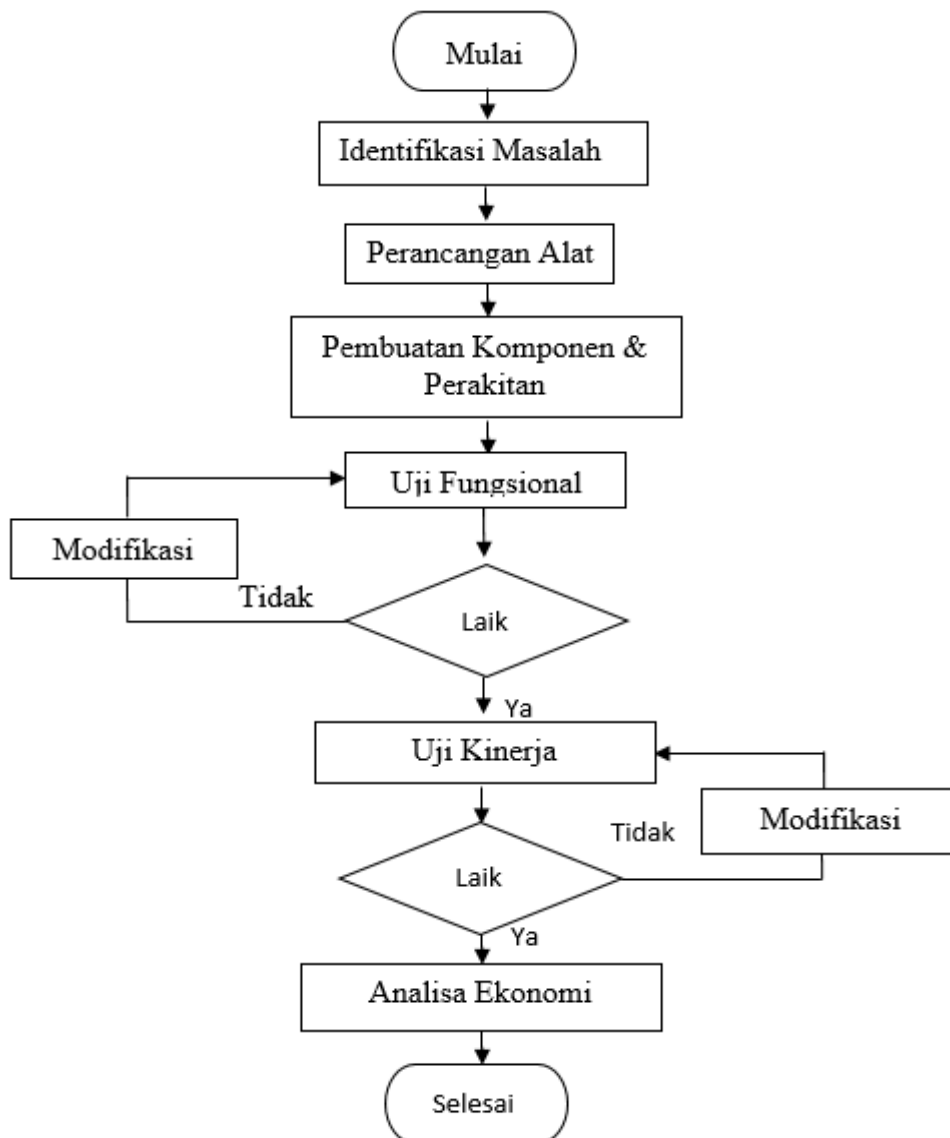 Mulai
Identifikasi Masalah
Perancangan Alat
Pembuatan Komponen &
Perakitan
Uji Fungsional
Modifikasi
Tidak
Laik
Ya
Uji Kinerja
Modifikasi
Tidak
Laik
Ya
Analisa Ekonomi
Selesai